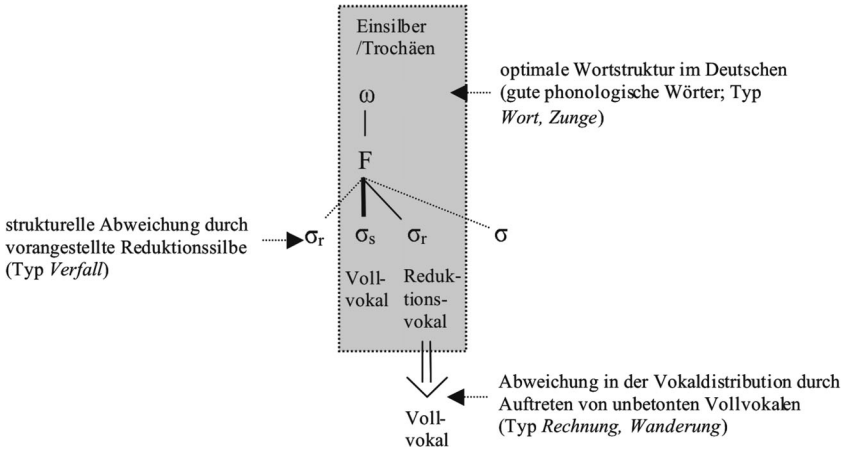 Einsilber
/Trochäen
optimale Wortstruktur im Deutschen
(gute phonologische Wörter; Typ
Wort, Zunge)
ω
F
strukturelle Abweichung durch
vorangestellte Reduktionssilbe
(Typ Verfall)
σr σs σr σ
Voll-
vokal
Reduk-
tions-
vokal
Abweichung in der Vokaldistribution durch
Auftreten von unbetonten Vollvokalen
(Typ Rechnung, Wanderung)
Voll-
vokal